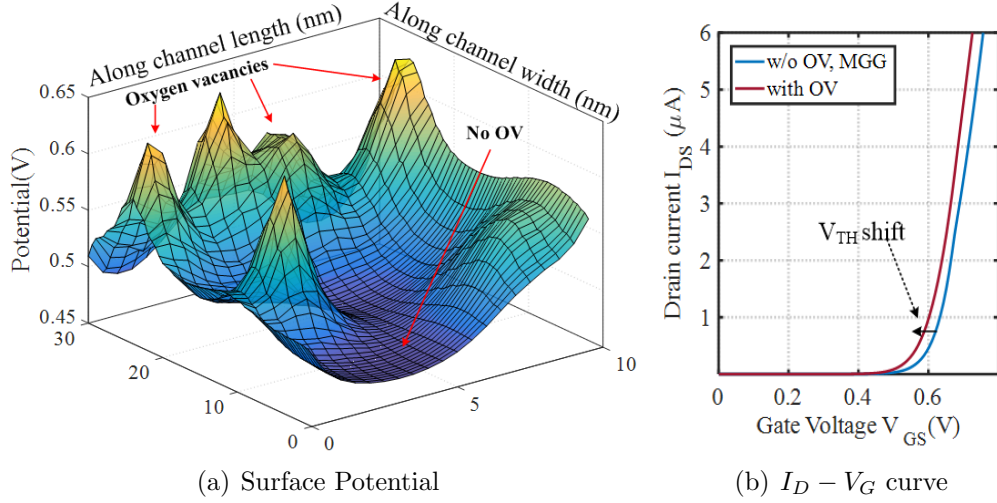 Along channel length (nm)
Along channel width (nm)
Oxygen vacancies
No OV
Potential(V)
0.65
0.6
0.55
0.5
0.45
30
20
10
0
0
5
10
(a) Surface Potential
6
5
4
3
2
1
0
0.2
0.4
0.6
w/o OV, MGG
with OV
V_TH shift
Drain current I_DS (μA)
Gate Voltage V_GS(V)
(b) I_D − V_G curve